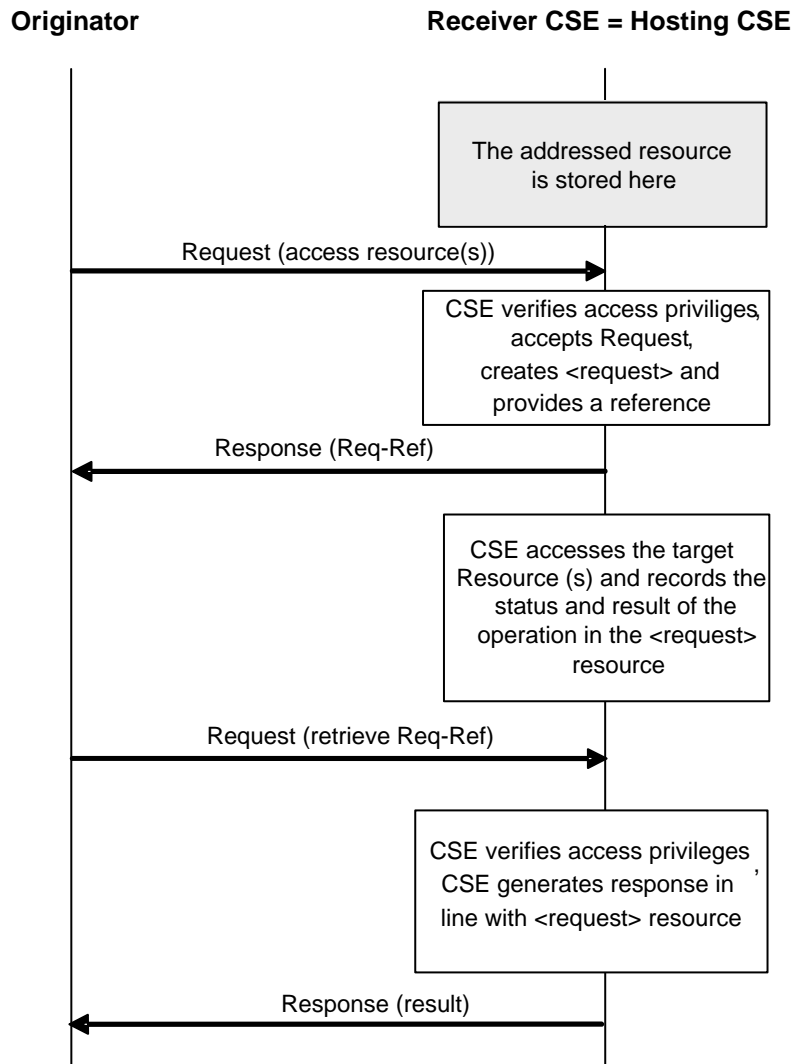 Originator
Receiver CSE = Hosting CSE
The addressed resource
is stored here
Request (access resource(s))
CSE verifies access priviliges,
accepts Request,
creates <request> and
provides a reference
Response (Req-Ref)
CSE accesses the target
Resource (s) and records the
status and result of the
operation in the <request>
resource
Request (retrieve Req-Ref)
CSE verifies access privileges ,
CSE generates response in
line with <request> resource
Response (result)